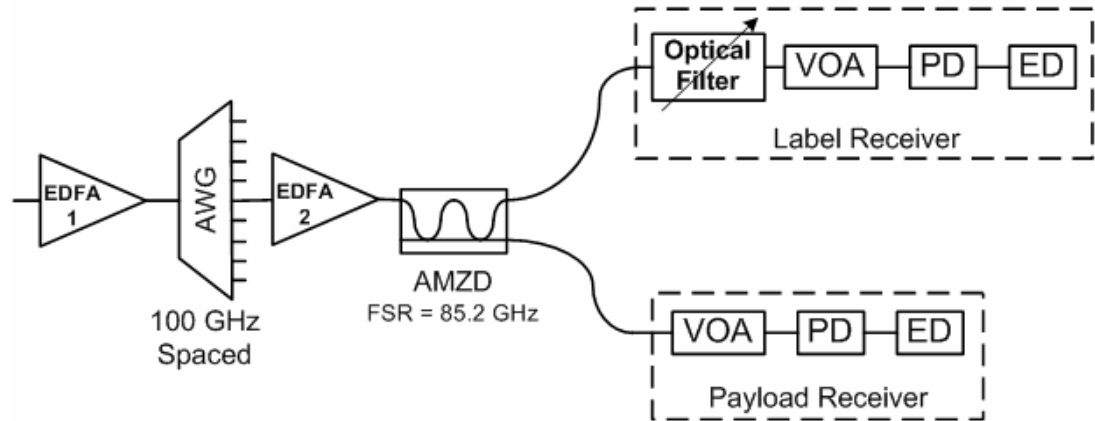 Optical
Filter
VOA
PD
ED
Label Receiver
EDFA
1
AWG
EDFA
2
AMZD
FSR = 85.2 GHz
100 GHz
Spaced
VOA
PD
ED
Payload Receiver